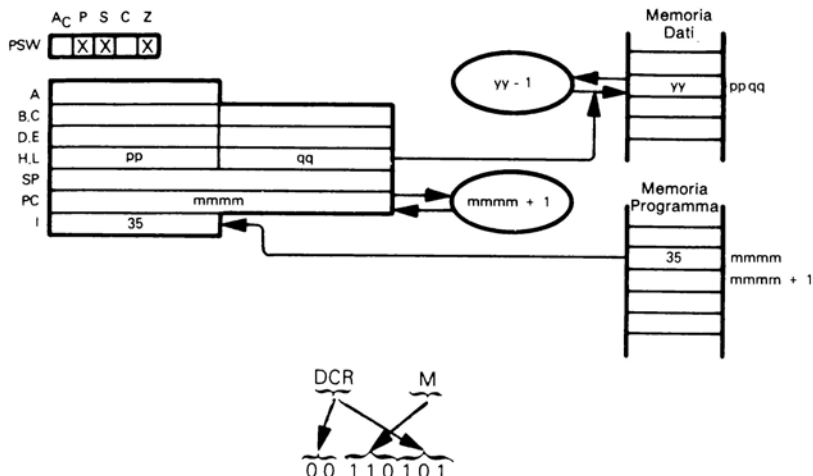 A_C P S C Z
PSW X X X
A
B,C
D,E
H,L pp qq
SP
PC mmmm
I 35
yy - 1
mmmm + 1
Memoria
Dati
yy ppqq
Memoria
Programma
35 mmmm
mmmm + 1
DCR M
0 0 1 1 0 1 0 1